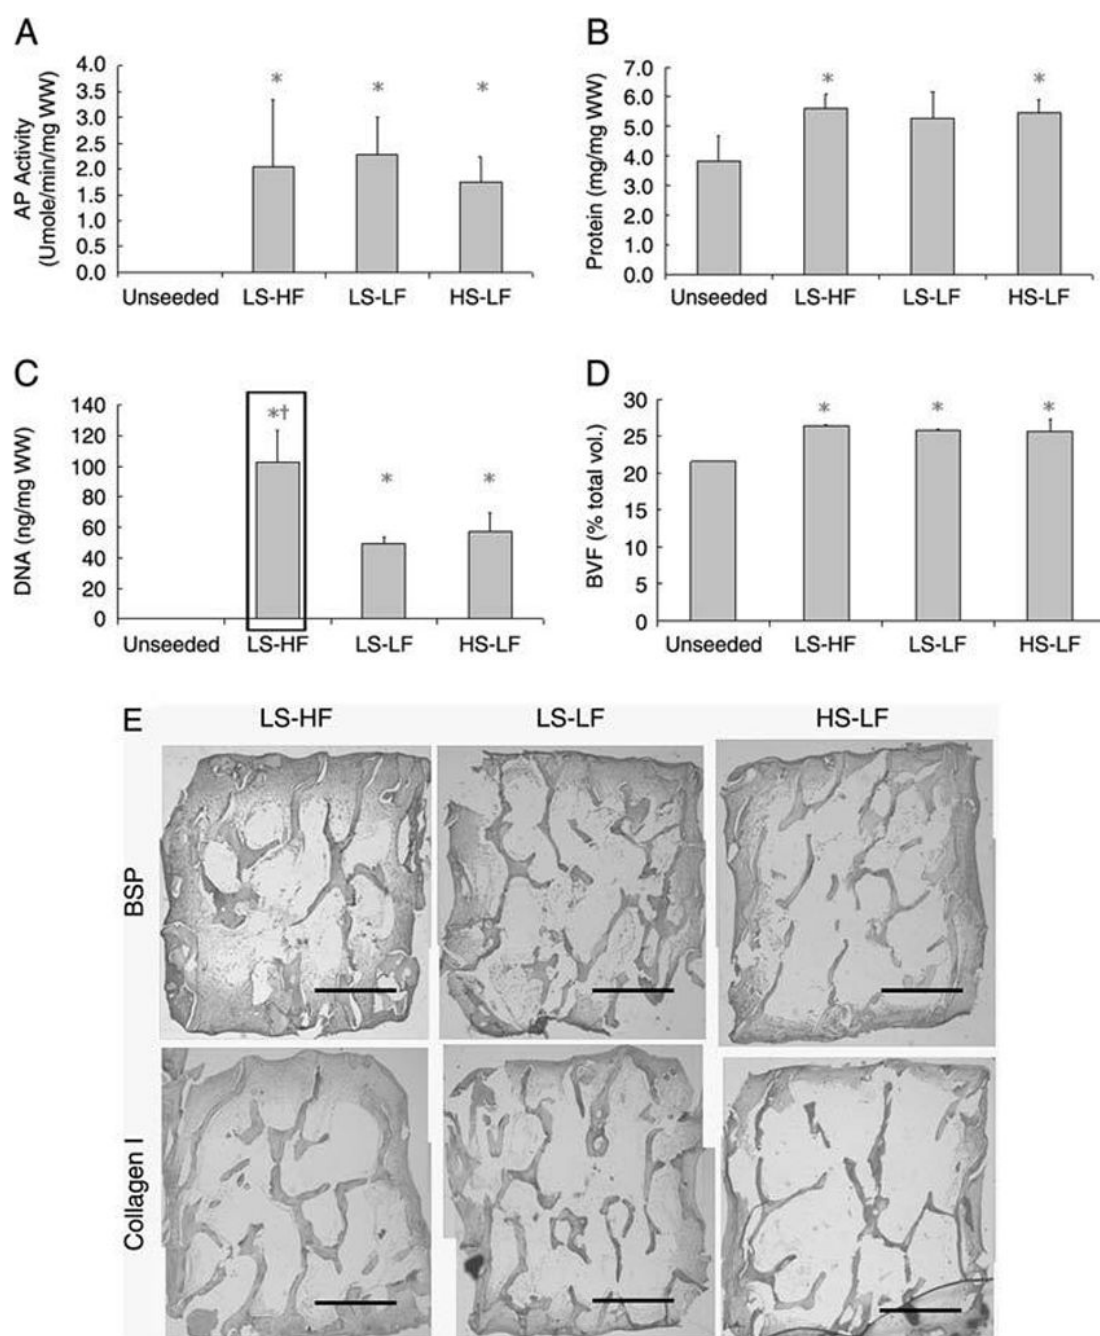 A
AP Activity
(Umole/min/mg WW)
4.0
3.5
3.0
2.5
2.0
1.5
1.0
0.5
0.0
* * *
Unseeded LS-HF LS-LF HS-LF
B
Protein (mg/mg WW)
7.0
6.0
5.0
4.0
3.0
2.0
1.0
0.0
* *
Unseeded LS-HF LS-LF HS-LF
C
DNA (ng/mg WW)
140
120
100
80
60
40
20
0
*† * *
Unseeded LS-HF LS-LF HS-LF
D
BVF (% total vol.)
30
25
20
15
10
5
0
* * *
Unseeded LS-HF LS-LF HS-LF
E
LS-HF LS-LF HS-LF
BSP
Collagen I